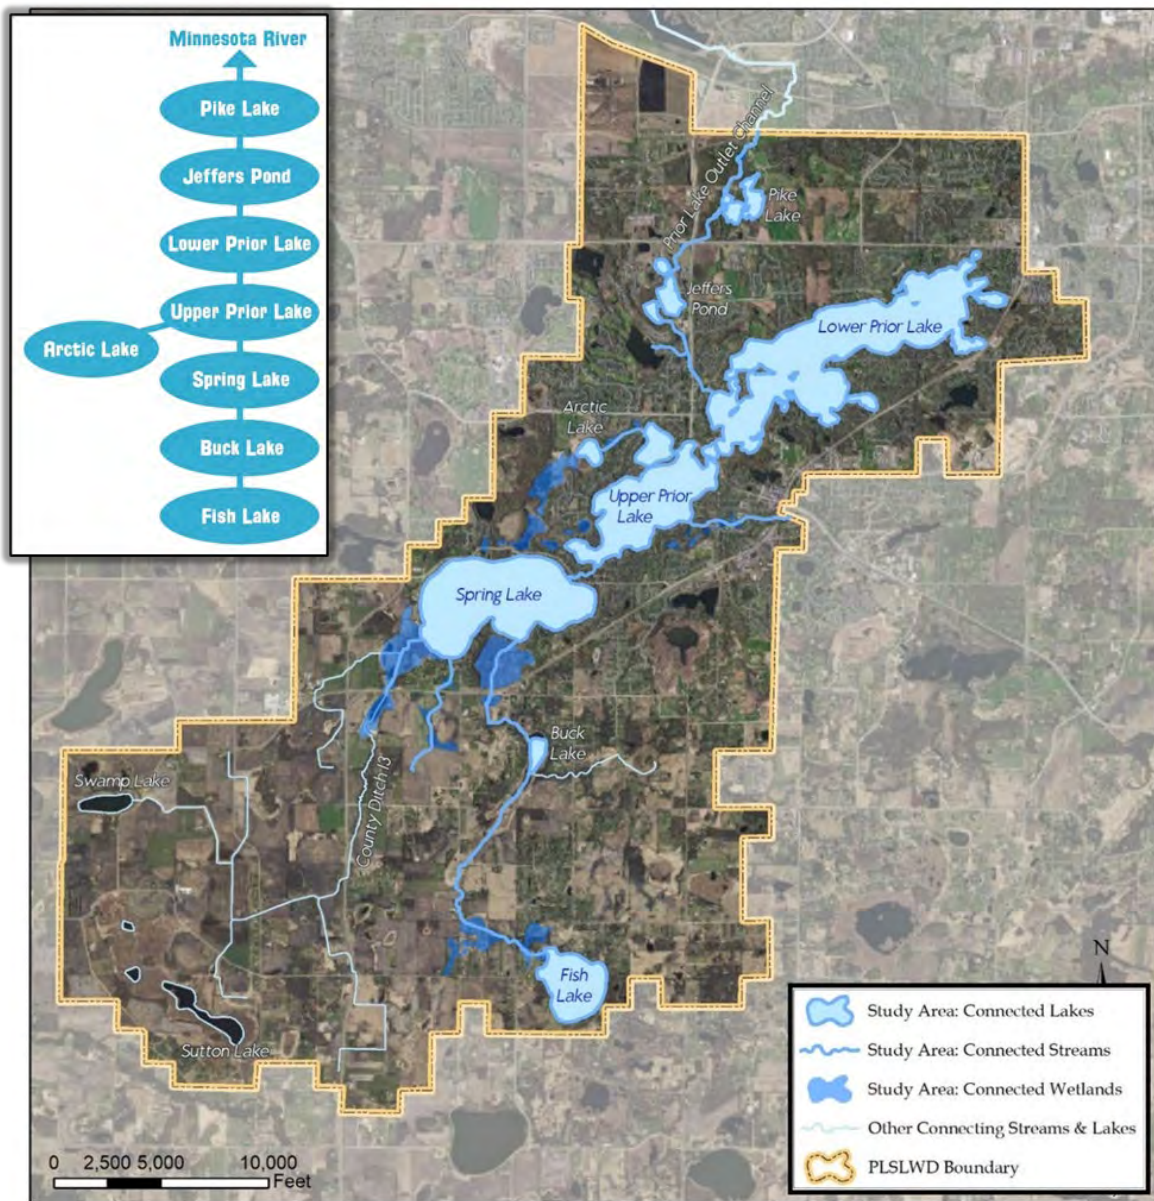 Minnesota River
Pike Lake
Jeffers Pond
Lower Prior Lake
Upper Prior Lake
Arctic Lake
Spring Lake
Buck Lake
Fish Lake
Prior Lake Outlet Channel
Pike
Lake
Jeffers
Pond
Lower Prior Lake
Arctic
Lake
Upper Prior
Lake
Spring Lake
Buck
Lake
Swamp Lake
County Ditch 13
Fish
Lake
Sutton Lake
N
Study Area: Connected Lakes
Study Area: Connected Streams
Study Area: Connected Wetlands
Other Connecting Streams & Lakes
PLSLWD Boundary
0 2,500 5,000 10,000
Feet